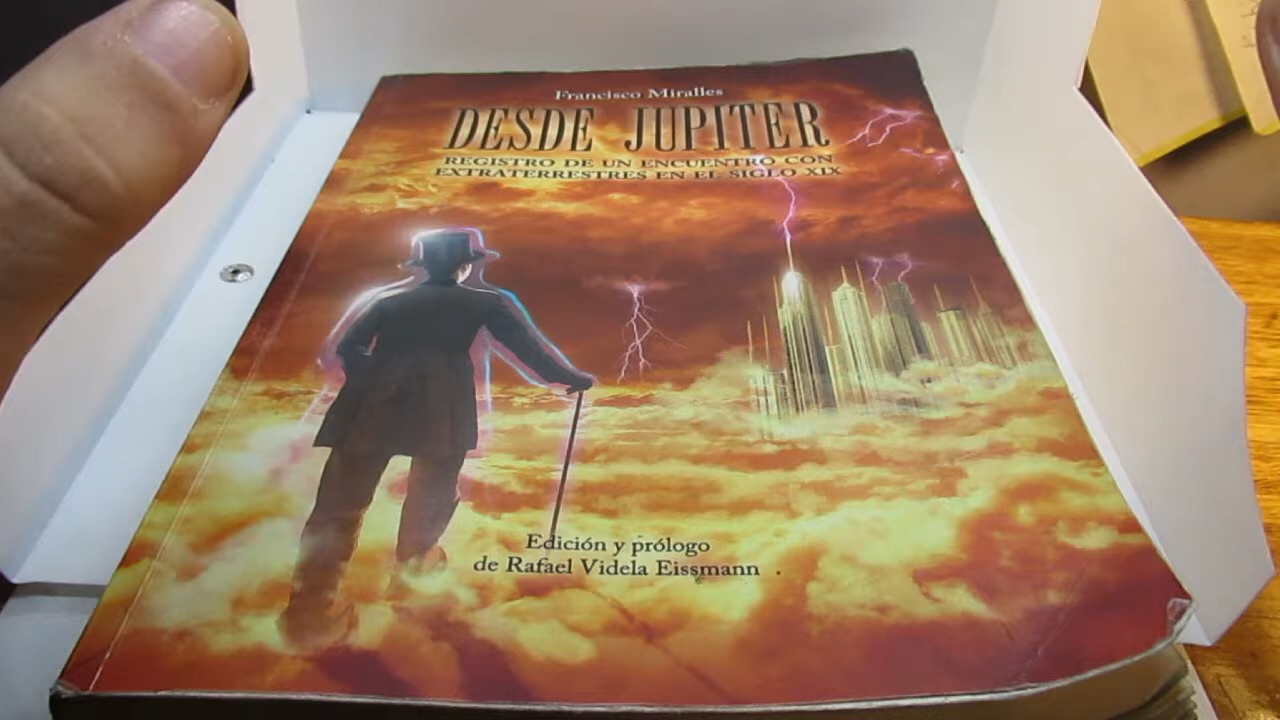 Francisco Miralles
DESDE JUPITER
REGISTRO DE UN ENCUENTRO CON
EXTRATERRESTRES EN EL SIGLO XIX
Edición y prólogo
de Rafael Videla Eissmann